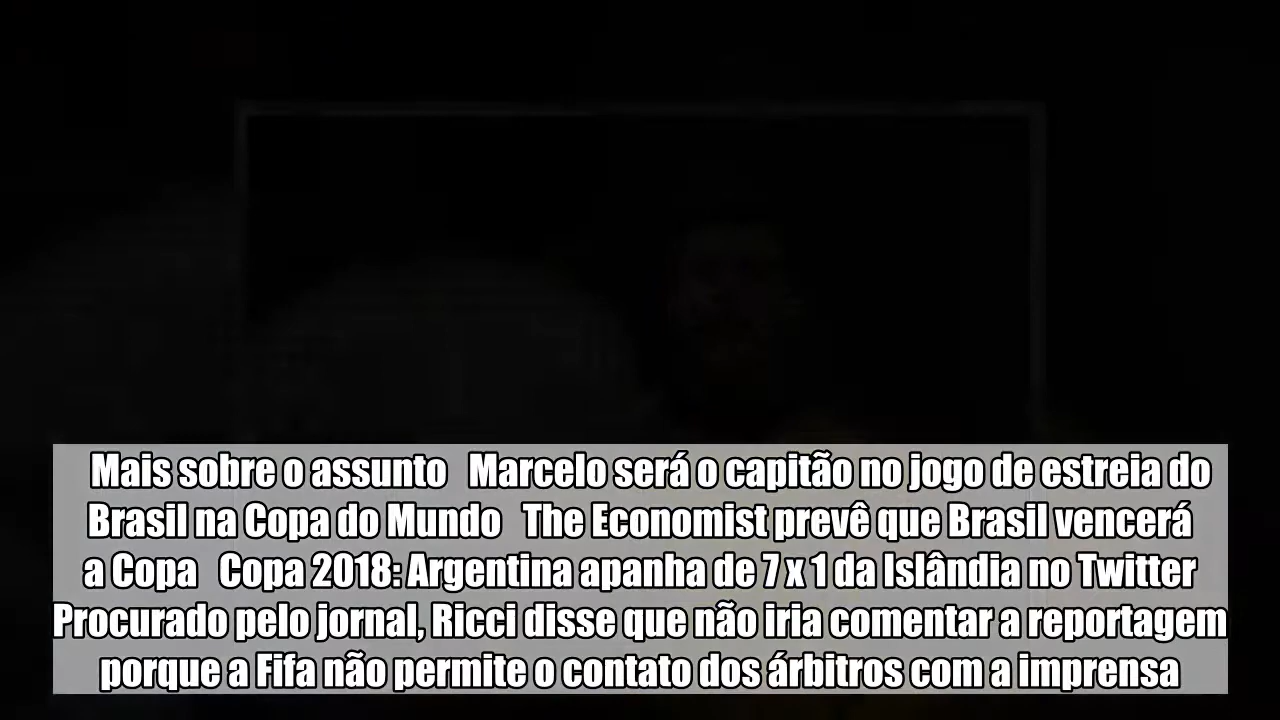 Mais sobre o assunto Marcelo será o capitão no jogo de estreia do
Brasil na Copa do Mundo The Economist prevê que Brasil vencerá
a Copa Copa 2018: Argentina apanha de 7 x 1 da Islândia no Twitter
Procurado pelo jornal, Ricci disse que não iria comentar a reportagem
porque a Fifa não permite o contato dos árbitros com a imprensa